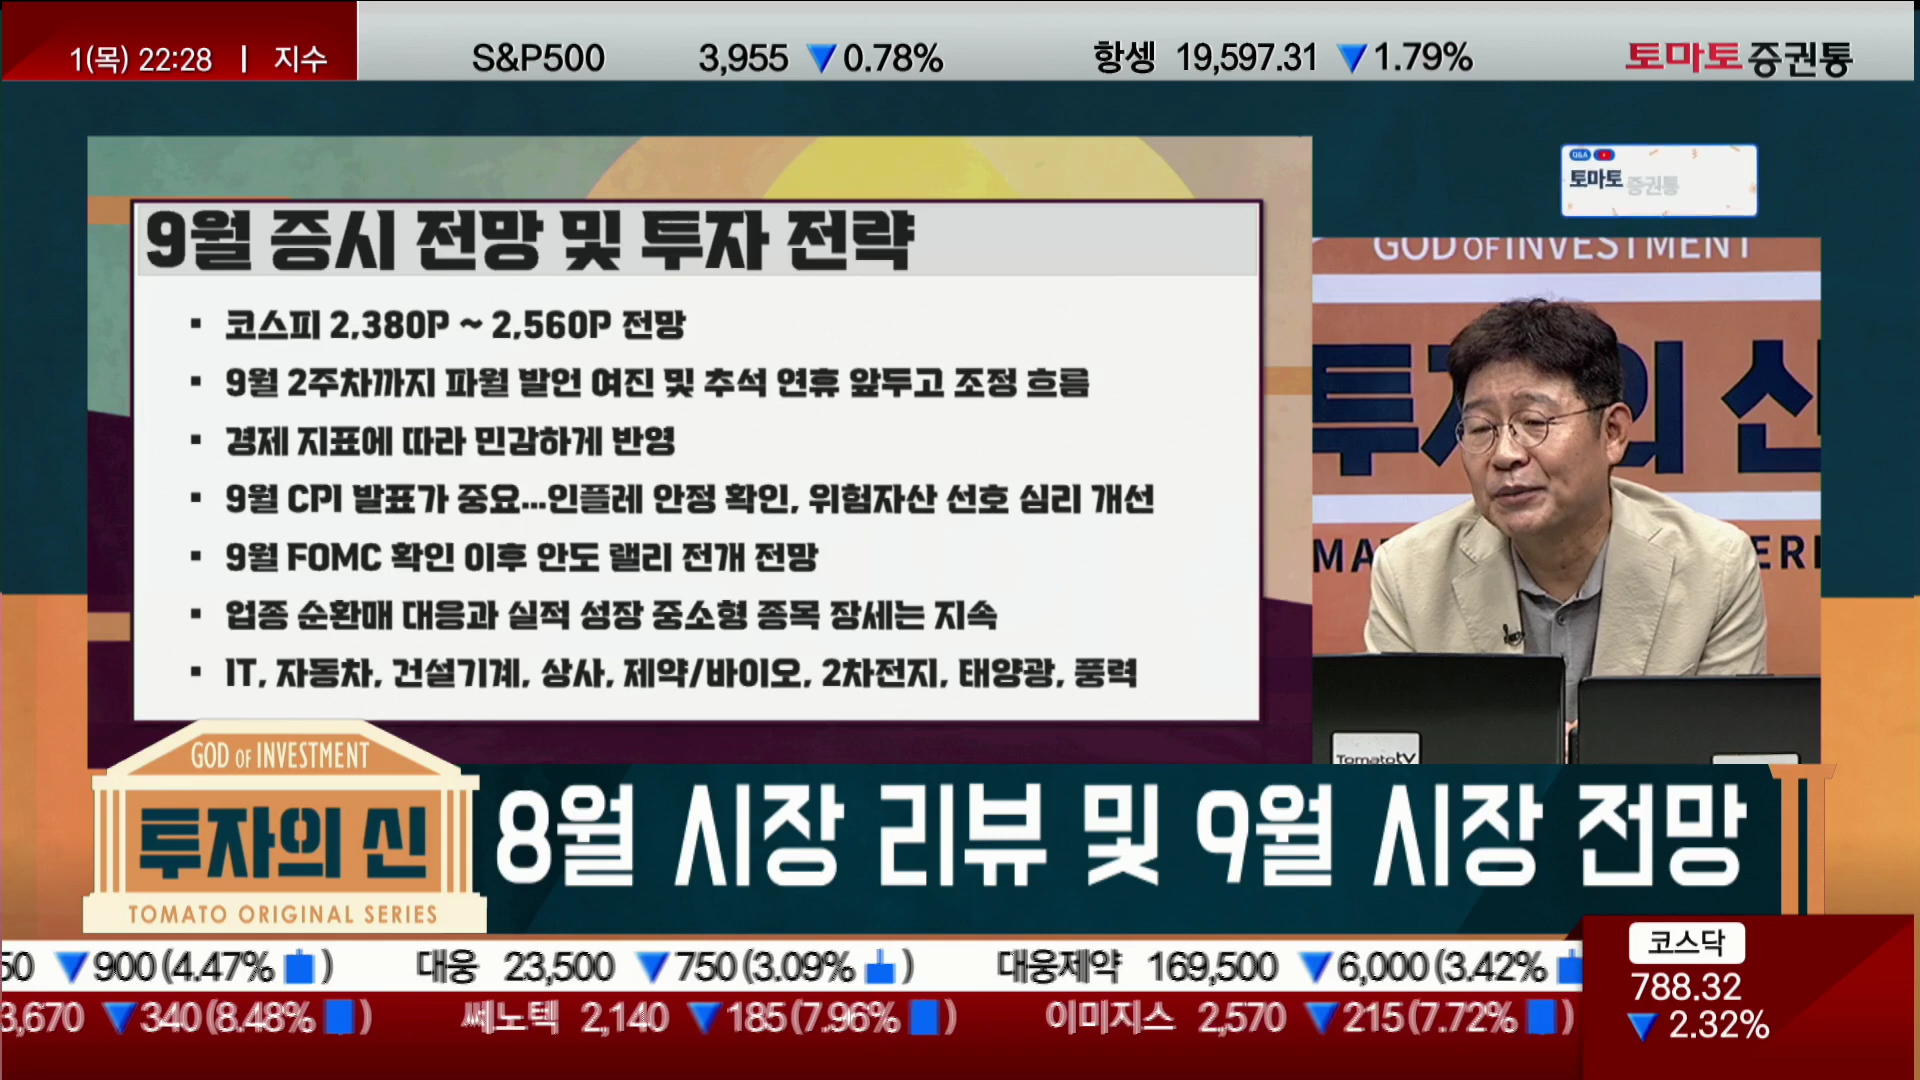 1(목) 22:28 | 지수
S&P500 3,955 ▼0.78% 항셍 19,597.31 ▼1.79%
토마토증권통
Q&A
토마토 증권통
9월 증시 전망 및 투자 전략
▪ 코스피 2,380P ~ 2,560P 전망
▪ 9월 2주차까지 파월 발언 여진 및 추석 연휴 앞두고 조정 흐름
▪ 경제 지표에 따라 민감하게 반영
▪ 9월 CPI 발표가 중요...인플레 안정 확인, 위험자산 선호 심리 개선
▪ 9월 FOMC 확인 이후 안도 랠리 전개 전망
▪ 업종 순환매 대응과 실적 성장 중소형 종목 장세는 지속
▪ IT, 자동차, 건설기계, 상사, 제약/바이오, 2차전지, 태양광, 풍력
GOD OF INVESTMENT
투자의 신
MA
ERI
Tomatotv
GOD OF INVESTMENT
투자의 신
TOMATO ORIGINAL SERIES
8월 시장 리뷰 및 9월 시장 전망
50 ▼900(4.47% ) 대웅 23,500 ▼750(3.09% ) 대웅제약 169,500 ▼6,000(3.42%
3,670 ▼340(8.48% ) 쎄노텍 2,140 ▼185(7.96% ) 이미지스 2,570 ▼215(7.72% )
코스닥
788.32
▼ 2.32%